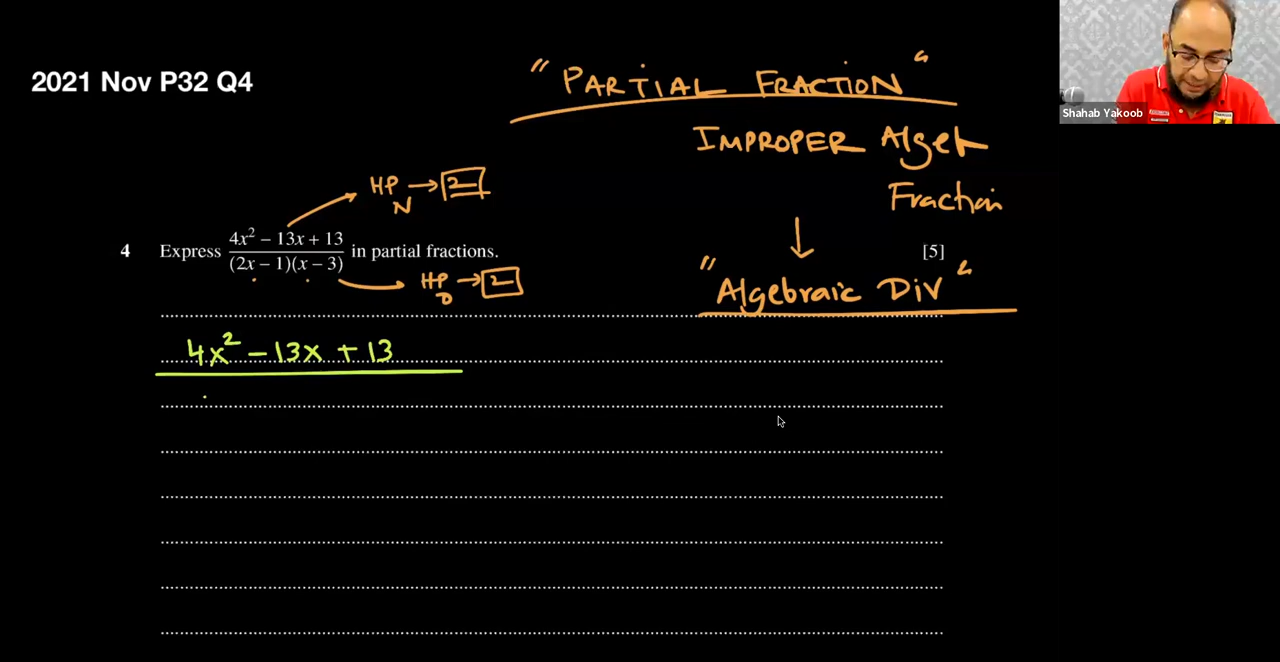 2021 Nov P32 Q4
" PARTIAL FRACTION "
Shahab Yakoob
IMPROPER Algeb
Fraction
HP → 2
N
4 Express (4x² − 13x + 13)/((2x − 1)(x − 3)) in partial fractions. [5]
HP → 2
D
↓
" Algebraic Div "
4x² − 13x + 13